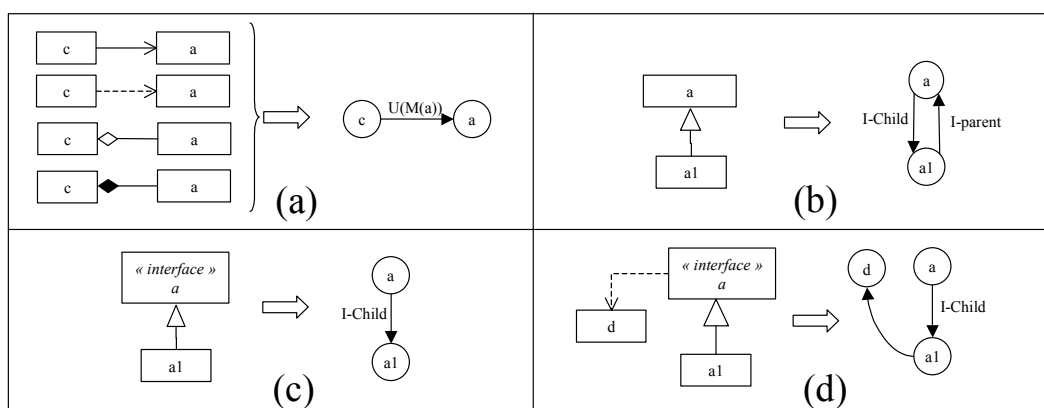 c a
c a
c a
c a
U(M(a))
c a
(a)
a
a1
a
I-Child I-parent
a1
(b)
« interface »
a
a1
a
I-Child
a1
(c)
« interface »
a
d
a1
d a
I-Child
a1
(d)